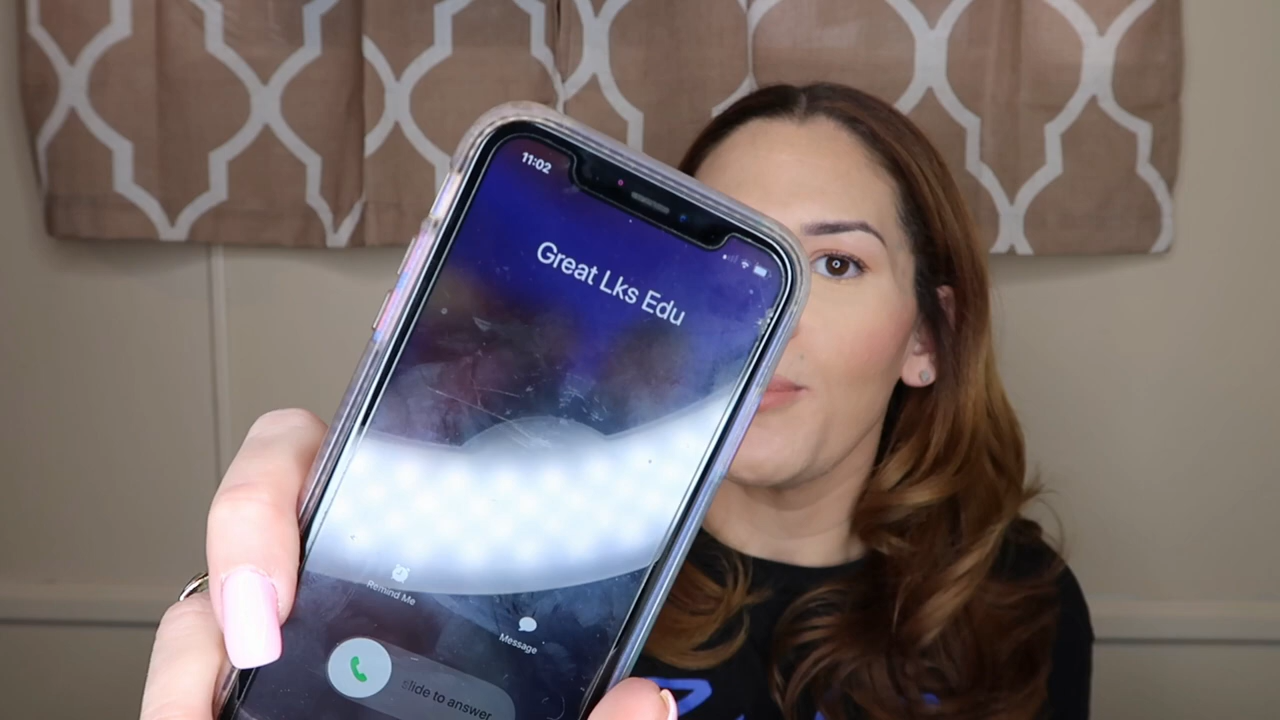 11:02
Great Lks Edu
Remind Me
Message
slide to answer